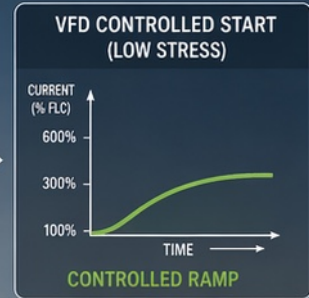 VFD CONTROLLED START
(LOW STRESS)
CURRENT
(% FLC)
600%
300%
100%
TIME
CONTROLLED RAMP